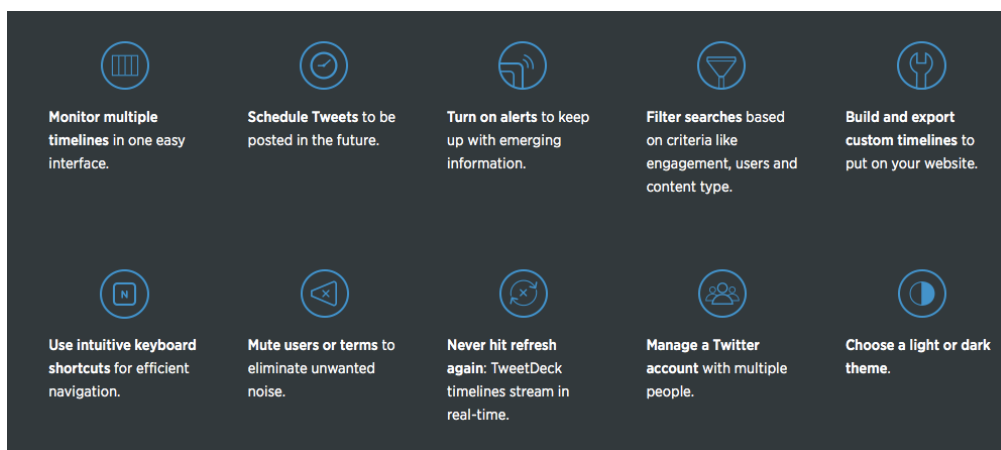 Monitor multiple
timelines in one easy
interface.
Schedule Tweets to be
posted in the future.
Turn on alerts to keep
up with emerging
information.
Filter searches based
on criteria like
engagement, users and
content type.
Build and export
custom timelines to
put on your website.
N
Use intuitive keyboard
shortcuts for efficient
navigation.
Mute users or terms to
eliminate unwanted
noise.
Never hit refresh
again: TweetDeck
timelines stream in
real-time.
Manage a Twitter
account with multiple
people.
Choose a light or dark
theme.